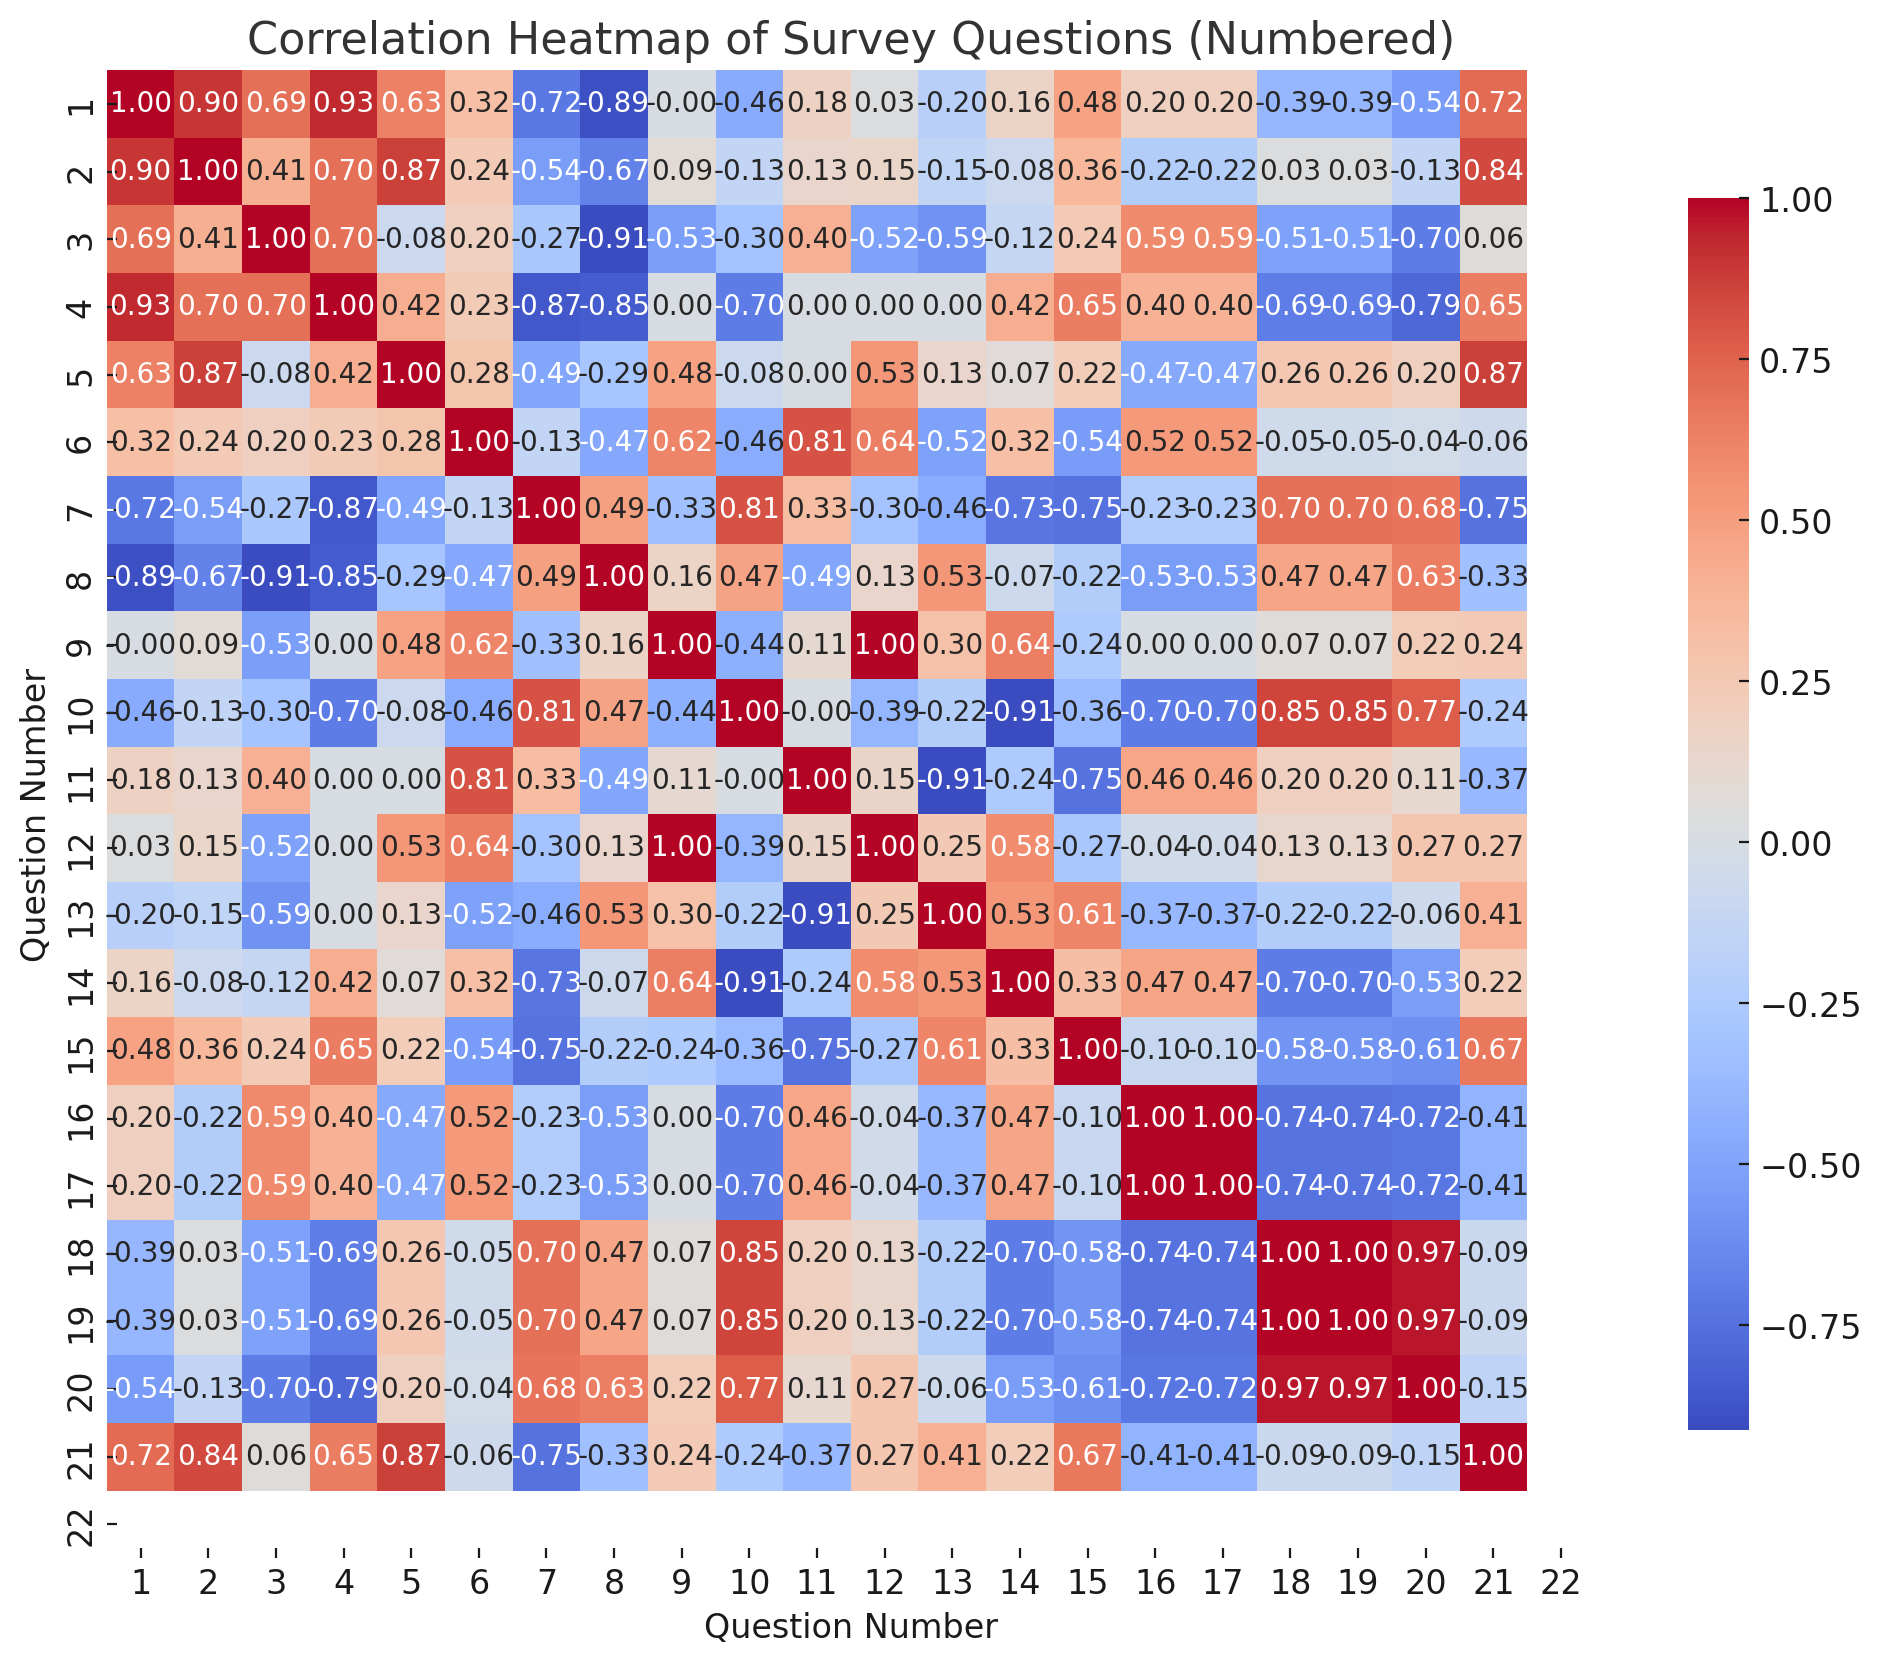 Correlation Heatmap of Survey Questions (Numbered)
1 1.00 0.90 0.69 0.93 0.63 0.32 -0.72 -0.89 -0.00 -0.46 0.18 0.03 -0.20 0.16 0.48 0.20 0.20 -0.39 -0.39 -0.54 0.72
2 0.90 1.00 0.41 0.70 0.87 0.24 -0.54 -0.67 0.09 -0.13 0.13 0.15 -0.15 -0.08 0.36 -0.22 -0.22 0.03 0.03 -0.13 0.84
3 0.69 0.41 1.00 0.70 -0.08 0.20 -0.27 -0.91 -0.53 -0.30 0.40 -0.52 -0.59 -0.12 0.24 0.59 0.59 -0.51 -0.51 -0.70 0.06
4 0.93 0.70 0.70 1.00 0.42 0.23 -0.87 -0.85 0.00 -0.70 0.00 0.00 0.00 0.42 0.65 0.40 0.40 -0.69 -0.69 -0.79 0.65
5 0.63 0.87 -0.08 0.42 1.00 0.28 -0.49 -0.29 0.48 -0.08 0.00 0.53 0.13 0.07 0.22 -0.47 -0.47 0.26 0.26 0.20 0.87
6 0.32 0.24 0.20 0.23 0.28 1.00 -0.13 -0.47 0.62 -0.46 0.81 0.64 -0.52 0.32 -0.54 0.52 0.52 -0.05 -0.05 -0.04 -0.06
7 -0.72 -0.54 -0.27 -0.87 -0.49 -0.13 1.00 0.49 -0.33 0.81 0.33 -0.30 -0.46 -0.73 -0.75 -0.23 -0.23 0.70 0.70 0.68 -0.75
8 -0.89 -0.67 -0.91 -0.85 -0.29 -0.47 0.49 1.00 0.16 0.47 -0.49 0.13 0.53 -0.07 -0.22 -0.53 -0.53 0.47 0.47 0.63 -0.33
9 -0.00 0.09 -0.53 0.00 0.48 0.62 -0.33 0.16 1.00 -0.44 0.11 1.00 0.30 0.64 -0.24 0.00 0.00 0.07 0.07 0.22 0.24
10 -0.46 -0.13 -0.30 -0.70 -0.08 -0.46 0.81 0.47 -0.44 1.00 -0.00 -0.39 -0.22 -0.91 -0.36 -0.70 -0.70 0.85 0.85 0.77 -0.24
11 0.18 0.13 0.40 0.00 0.00 0.81 0.33 -0.49 0.11 -0.00 1.00 0.15 -0.91 -0.24 -0.75 0.46 0.46 0.20 0.20 0.11 -0.37
12 0.03 0.15 -0.52 0.00 0.53 0.64 -0.30 0.13 1.00 -0.39 0.15 1.00 0.25 0.58 -0.27 -0.04 -0.04 0.13 0.13 0.27 0.27
13 -0.20 -0.15 -0.59 0.00 0.13 -0.52 -0.46 0.53 0.30 -0.22 -0.91 0.25 1.00 0.53 0.61 -0.37 -0.37 -0.22 -0.22 -0.06 0.41
14 0.16 -0.08 -0.12 0.42 0.07 0.32 -0.73 -0.07 0.64 -0.91 -0.24 0.58 0.53 1.00 0.33 0.47 0.47 -0.70 -0.70 -0.53 0.22
15 0.48 0.36 0.24 0.65 0.22 -0.54 -0.75 -0.22 -0.24 -0.36 -0.75 -0.27 0.61 0.33 1.00 -0.10 -0.10 -0.58 -0.58 -0.61 0.67
16 0.20 -0.22 0.59 0.40 -0.47 0.52 -0.23 -0.53 0.00 -0.70 0.46 -0.04 -0.37 0.47 -0.10 1.00 1.00 -0.74 -0.74 -0.72 -0.41
17 0.20 -0.22 0.59 0.40 -0.47 0.52 -0.23 -0.53 0.00 -0.70 0.46 -0.04 -0.37 0.47 -0.10 1.00 1.00 -0.74 -0.74 -0.72 -0.41
18 -0.39 0.03 -0.51 -0.69 0.26 -0.05 0.70 0.47 0.07 0.85 0.20 0.13 -0.22 -0.70 -0.58 -0.74 -0.74 1.00 1.00 0.97 -0.09
19 -0.39 0.03 -0.51 -0.69 0.26 -0.05 0.70 0.47 0.07 0.85 0.20 0.13 -0.22 -0.70 -0.58 -0.74 -0.74 1.00 1.00 0.97 -0.09
20 -0.54 -0.13 -0.70 -0.79 0.20 -0.04 0.68 0.63 0.22 0.77 0.11 0.27 -0.06 -0.53 -0.61 -0.72 -0.72 0.97 0.97 1.00 -0.15
21 0.72 0.84 0.06 0.65 0.87 -0.06 -0.75 -0.33 0.24 -0.24 -0.37 0.27 0.41 0.22 0.67 -0.41 -0.41 -0.09 -0.09 -0.15 1.00
22
1 2 3 4 5 6 7 8 9 10 11 12 13 14 15 16 17 18 19 20 21 22
Question Number
Question Number
1.00
0.75
0.50
0.25
0.00
−0.25
−0.50
−0.75